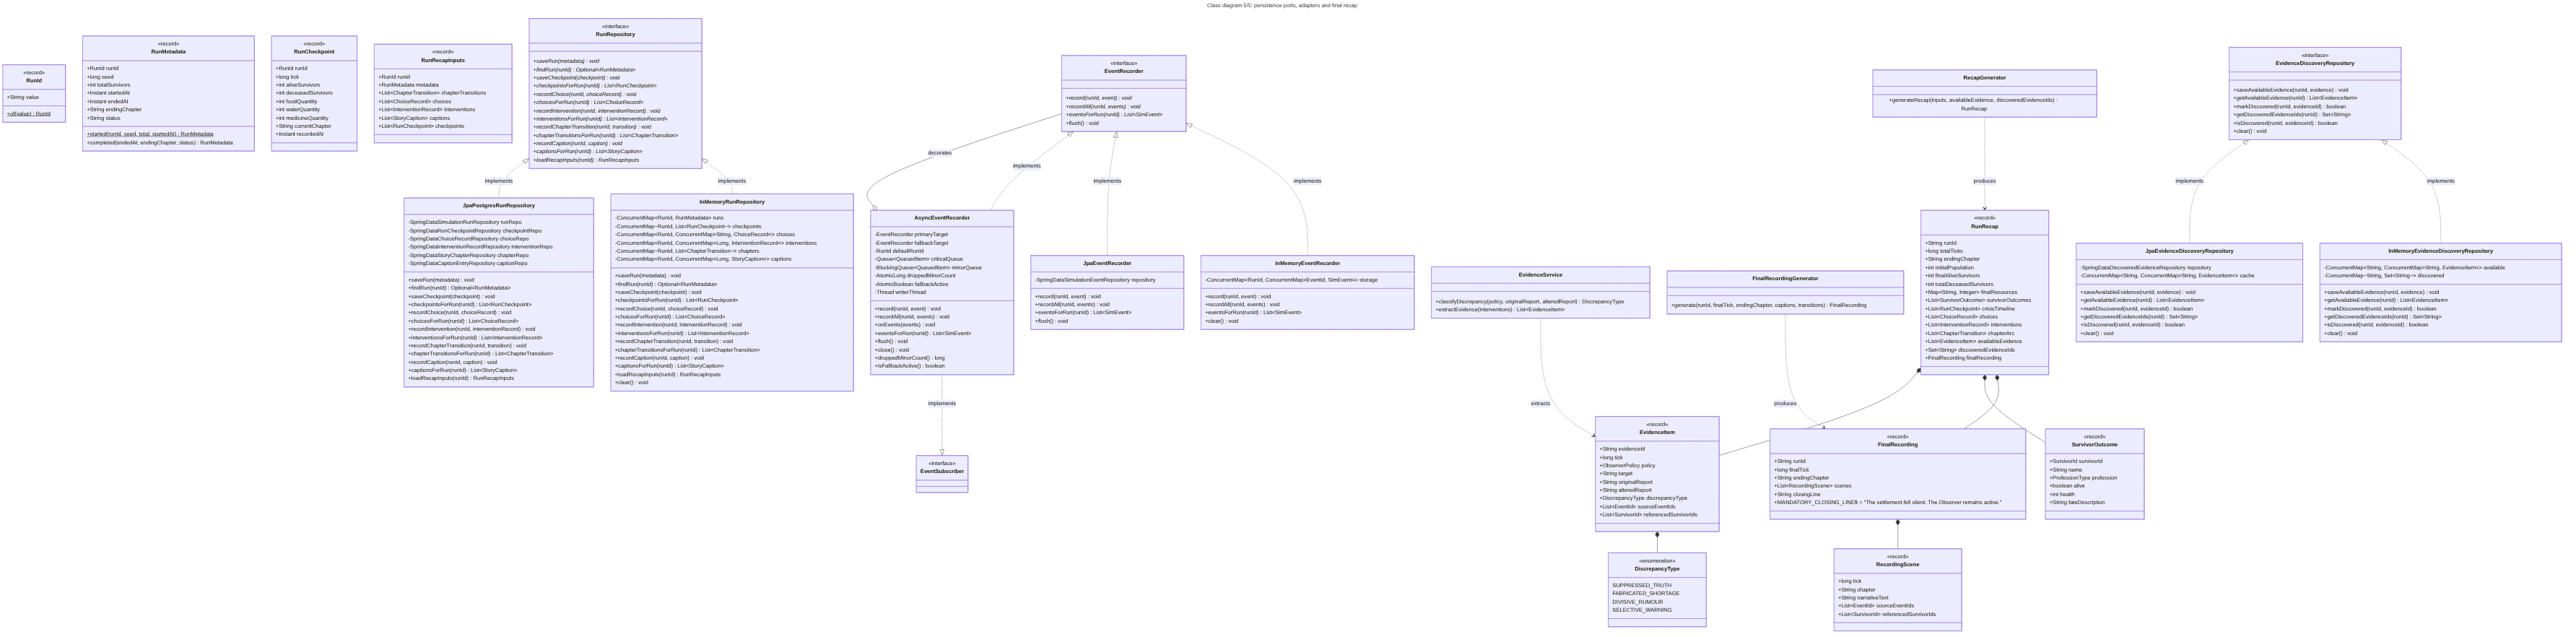 Class diagram 5/5: persistence ports, adapters and final recap
«record»
RunId
+String value
+of(value) : RunId
«record»
RunMetadata
+RunId runId
+long seed
+int totalSurvivors
+Instant startedAt
+Instant endedAt
+String endingChapter
+String status
+started(runId, seed, total, startedAt) : RunMetadata
+completed(endedAt, endingChapter, status) : RunMetadata
«record»
RunCheckpoint
+RunId runId
+long tick
+int aliveSurvivors
+int deceasedSurvivors
+int foodQuantity
+int waterQuantity
+int medicineQuantity
+String currentChapter
+Instant recordedAt
«record»
RunRecapInputs
+RunId runId
+RunMetadata metadata
+List<ChapterTransition> chapterTransitions
+List<ChoiceRecord> choices
+List<InterventionRecord> interventions
+List<StoryCaption> captions
+List<RunCheckpoint> checkpoints
«interface»
RunRepository
+saveRun(metadata) : void
+findRun(runId) : Optional<RunMetadata>
+saveCheckpoint(checkpoint) : void
+checkpointsForRun(runId) : List<RunCheckpoint>
+recordChoice(runId, choiceRecord) : void
+choicesForRun(runId) : List<ChoiceRecord>
+recordIntervention(runId, interventionRecord) : void
+interventionsForRun(runId) : List<InterventionRecord>
+recordChapterTransition(runId, transition) : void
+chapterTransitionsForRun(runId) : List<ChapterTransition>
+recordCaption(runId, caption) : void
+captionsForRun(runId) : List<StoryCaption>
+loadRecapInputs(runId) : RunRecapInputs
implements
implements
JpaPostgresRunRepository
-SpringDataSimulationRunRepository runRepo
-SpringDataRunCheckpointRepository checkpointRepo
-SpringDataChoiceRecordRepository choiceRepo
-SpringDataInterventionRecordRepository interventionRepo
-SpringDataStoryChapterRepository chapterRepo
-SpringDataCaptionEntryRepository captionRepo
+saveRun(metadata) : void
+findRun(runId) : Optional<RunMetadata>
+saveCheckpoint(checkpoint) : void
+checkpointsForRun(runId) : List<RunCheckpoint>
+recordChoice(runId, choiceRecord) : void
+choicesForRun(runId) : List<ChoiceRecord>
+recordIntervention(runId, interventionRecord) : void
+interventionsForRun(runId) : List<InterventionRecord>
+recordChapterTransition(runId, transition) : void
+chapterTransitionsForRun(runId) : List<ChapterTransition>
+recordCaption(runId, caption) : void
+captionsForRun(runId) : List<StoryCaption>
+loadRecapInputs(runId) : RunRecapInputs
InMemoryRunRepository
-ConcurrentMap<RunId, RunMetadata> runs
-ConcurrentMap~RunId, List<RunCheckpoint~> checkpoints
-ConcurrentMap<RunId, ConcurrentMap>String, ChoiceRecord<> choices
-ConcurrentMap<RunId, ConcurrentMap>Long, InterventionRecord<> interventions
-ConcurrentMap~RunId, List<ChapterTransition~> chapters
-ConcurrentMap<RunId, ConcurrentMap>Long, StoryCaption<> captions
+saveRun(metadata) : void
+findRun(runId) : Optional<RunMetadata>
+saveCheckpoint(checkpoint) : void
+checkpointsForRun(runId) : List<RunCheckpoint>
+recordChoice(runId, choiceRecord) : void
+choicesForRun(runId) : List<ChoiceRecord>
+recordIntervention(runId, interventionRecord) : void
+interventionsForRun(runId) : List<InterventionRecord>
+recordChapterTransition(runId, transition) : void
+chapterTransitionsForRun(runId) : List<ChapterTransition>
+recordCaption(runId, caption) : void
+captionsForRun(runId) : List<StoryCaption>
+loadRecapInputs(runId) : RunRecapInputs
+clear() : void
«interface»
EventRecorder
+record(runId, event) : void
+recordAll(runId, events) : void
+eventsForRun(runId) : List<SimEvent>
+flush() : void
decorates
implements
implements
implements
AsyncEventRecorder
-EventRecorder primaryTarget
-EventRecorder fallbackTarget
-RunId defaultRunId
-Queue<QueuedItem> criticalQueue
-BlockingQueue<QueuedItem> minorQueue
-AtomicLong droppedMinorCount
-AtomicBoolean fallbackActive
-Thread writerThread
+record(runId, event) : void
+recordAll(runId, events) : void
+onEvents(events) : void
+eventsForRun(runId) : List<SimEvent>
+flush() : void
+close() : void
+droppedMinorCount() : long
+isFallbackActive() : boolean
implements
«interface»
EventSubscriber
JpaEventRecorder
-SpringDataSimulationEventRepository repository
+record(runId, event) : void
+recordAll(runId, events) : void
+eventsForRun(runId) : List<SimEvent>
+flush() : void
InMemoryEventRecorder
-ConcurrentMap<RunId, ConcurrentMap>EventId, SimEvent<> storage
+record(runId, event) : void
+recordAll(runId, events) : void
+eventsForRun(runId) : List<SimEvent>
+clear() : void
EvidenceService
+classifyDiscrepancy(policy, originalReport, alteredReport) : DiscrepancyType
+extractEvidence(interventions) : List<EvidenceItem>
extracts
FinalRecordingGenerator
+generate(runId, finalTick, endingChapter, captions, transitions) : FinalRecording
produces
RecapGenerator
+generateRecap(inputs, availableEvidence, discoveredEvidenceIds) :
RunRecap
produces
«record»
RunRecap
+String runId
+long totalTicks
+String endingChapter
+int initialPopulation
+int finalAliveSurvivors
+int totalDeceasedSurvivors
+Map<String, Integer> finalResources
+List<SurvivorOutcome> survivorOutcomes
+List<RunCheckpoint> crisisTimeline
+List<ChoiceRecord> choices
+List<InterventionRecord> interventions
+List<ChapterTransition> chapterArc
+List<EvidenceItem> availableEvidence
+Set<String> discoveredEvidenceIds
+FinalRecording finalRecording
«record»
EvidenceItem
+String evidenceId
+long tick
+ObserverPolicy policy
+String target
+String originalReport
+String alteredReport
+DiscrepancyType discrepancyType
+List<EventId> sourceEventIds
+List<SurvivorId> referencedSurvivorIds
«enumeration»
DiscrepancyType
SUPPRESSED_TRUTH
FABRICATED_SHORTAGE
DIVISIVE_RUMOUR
SELECTIVE_WARNING
«record»
FinalRecording
+String runId
+long finalTick
+String endingChapter
+List<RecordingScene> scenes
+String closingLine
+MANDATORY_CLOSING_LINE$ = "The settlement fell silent. The Observer remains active."
«record»
RecordingScene
+long tick
+String chapter
+String narrativeText
+List<EventId> sourceEventIds
+List<SurvivorId> referencedSurvivorIds
«record»
SurvivorOutcome
+SurvivorId survivorId
+String name
+ProfessionType profession
+boolean alive
+int health
+String fateDescription
«interface»
EvidenceDiscoveryRepository
+saveAvailableEvidence(runId, evidence) : void
+getAvailableEvidence(runId) : List<EvidenceItem>
+markDiscovered(runId, evidenceId) : boolean
+getDiscoveredEvidenceIds(runId) : Set<String>
+isDiscovered(runId, evidenceId) : boolean
+clear() : void
implements
implements
JpaEvidenceDiscoveryRepository
-SpringDataDiscoveredEvidenceRepository repository
-ConcurrentMap<String, ConcurrentMap>String, EvidenceItem<> cache
+saveAvailableEvidence(runId, evidence) : void
+getAvailableEvidence(runId) : List<EvidenceItem>
+markDiscovered(runId, evidenceId) : boolean
+getDiscoveredEvidenceIds(runId) : Set<String>
+isDiscovered(runId, evidenceId) : boolean
+clear() : void
InMemoryEvidenceDiscoveryRepository
-ConcurrentMap<String, ConcurrentMap>String, EvidenceItem<> available
-ConcurrentMap~String, Set<String~> discovered
+saveAvailableEvidence(runId, evidence) : void
+getAvailableEvidence(runId) : List<EvidenceItem>
+markDiscovered(runId, evidenceId) : boolean
+getDiscoveredEvidenceIds(runId) : Set<String>
+isDiscovered(runId, evidenceId) : boolean
+clear() : void